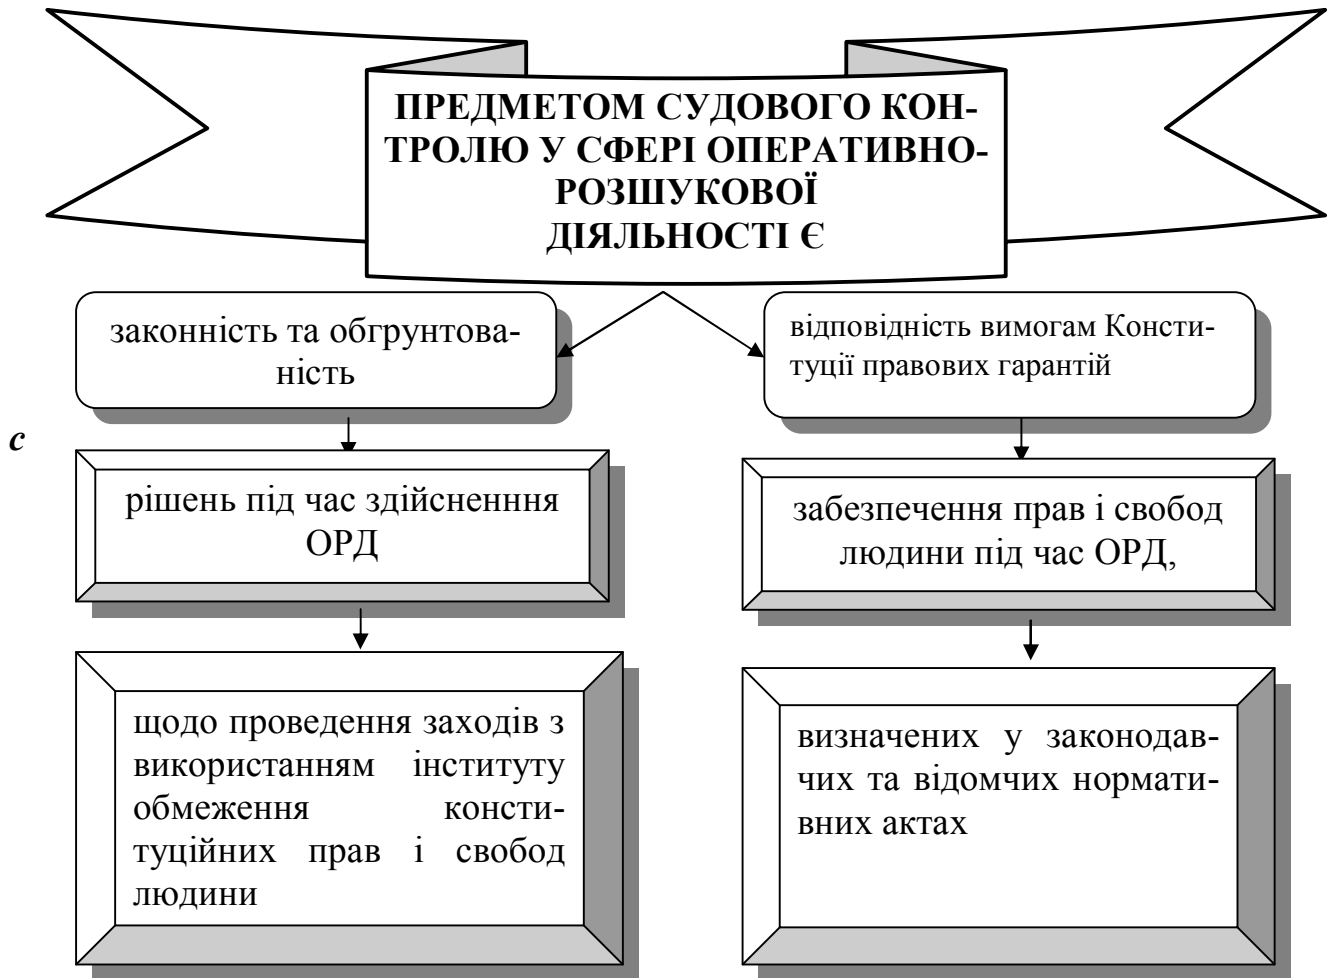 ПРЕДМЕТОМ СУДОВОГО КОН-
ТРОЛЮ У СФЕРІ ОПЕРАТИВНО-
РОЗШУКОВОЇ
ДІЯЛЬНОСТІ Є
законність та обгрунтова-
ність
відповідність вимогам Консти-
туції правових гарантій
с
рішень під час здійсненння
ОРД
забезпечення прав і свобод
людини під час ОРД,
щодо проведення заходів з
використанням інституту
обмеження консти-
туційних прав і свобод
людини
визначених у законодав-
чих та відомчих нормати-
вних актах